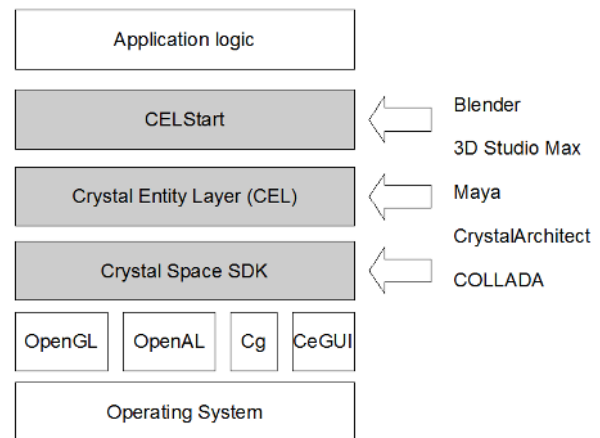 Application logic
CELStart
Crystal Entity Layer (CEL)
Crystal Space SDK
OpenGL
OpenAL
Cg
CeGUI
Operating System
Blender
3D Studio Max
Maya
CrystalArchitect
COLLADA